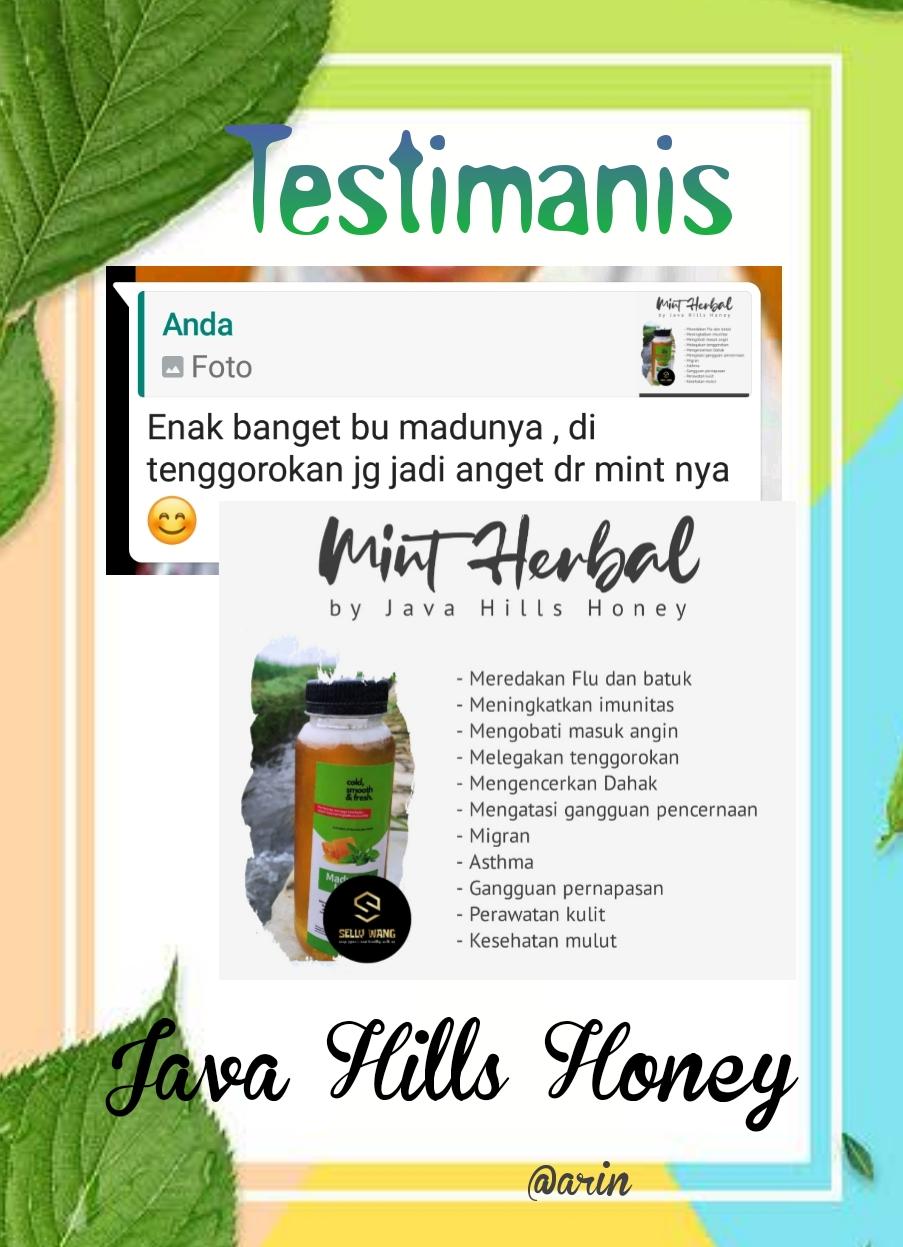 Testimanis
Anda
Foto
Enak banget bu madunya , di
tenggorokan jg jadi anget dr mint nya
😊
Mint Herbal
by Java Hills Honey
- Meredakan Flu dan batuk
- Meningkatkan imunitas
- Mengobati masuk angin
- Melegakan tenggorokan
- Mengencerkan Dahak
- Mengatasi gangguan pencernaan
- Migran
- Asthma
- Gangguan pernapasan
- Perawatan kulit
- Kesehatan mulut
cold,
smooth
& fresh.
SELLY WANG
Java Hills Honey
@arin